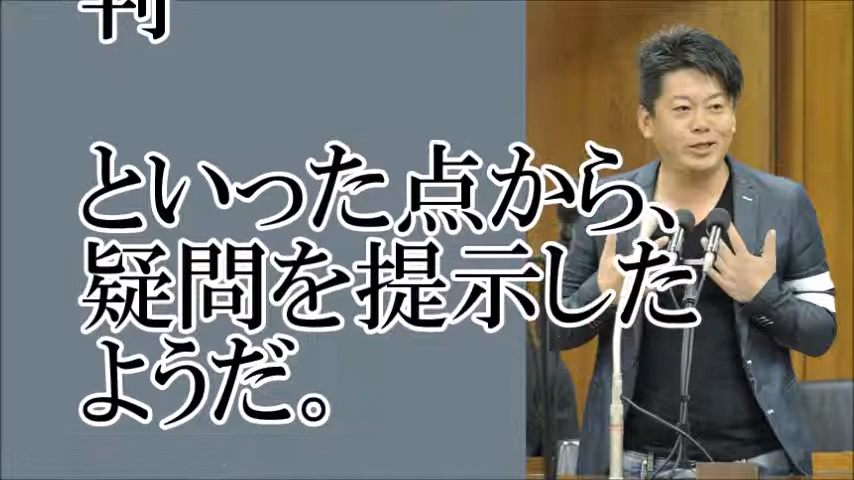 といった点から、
疑問を提示した
ようだ。